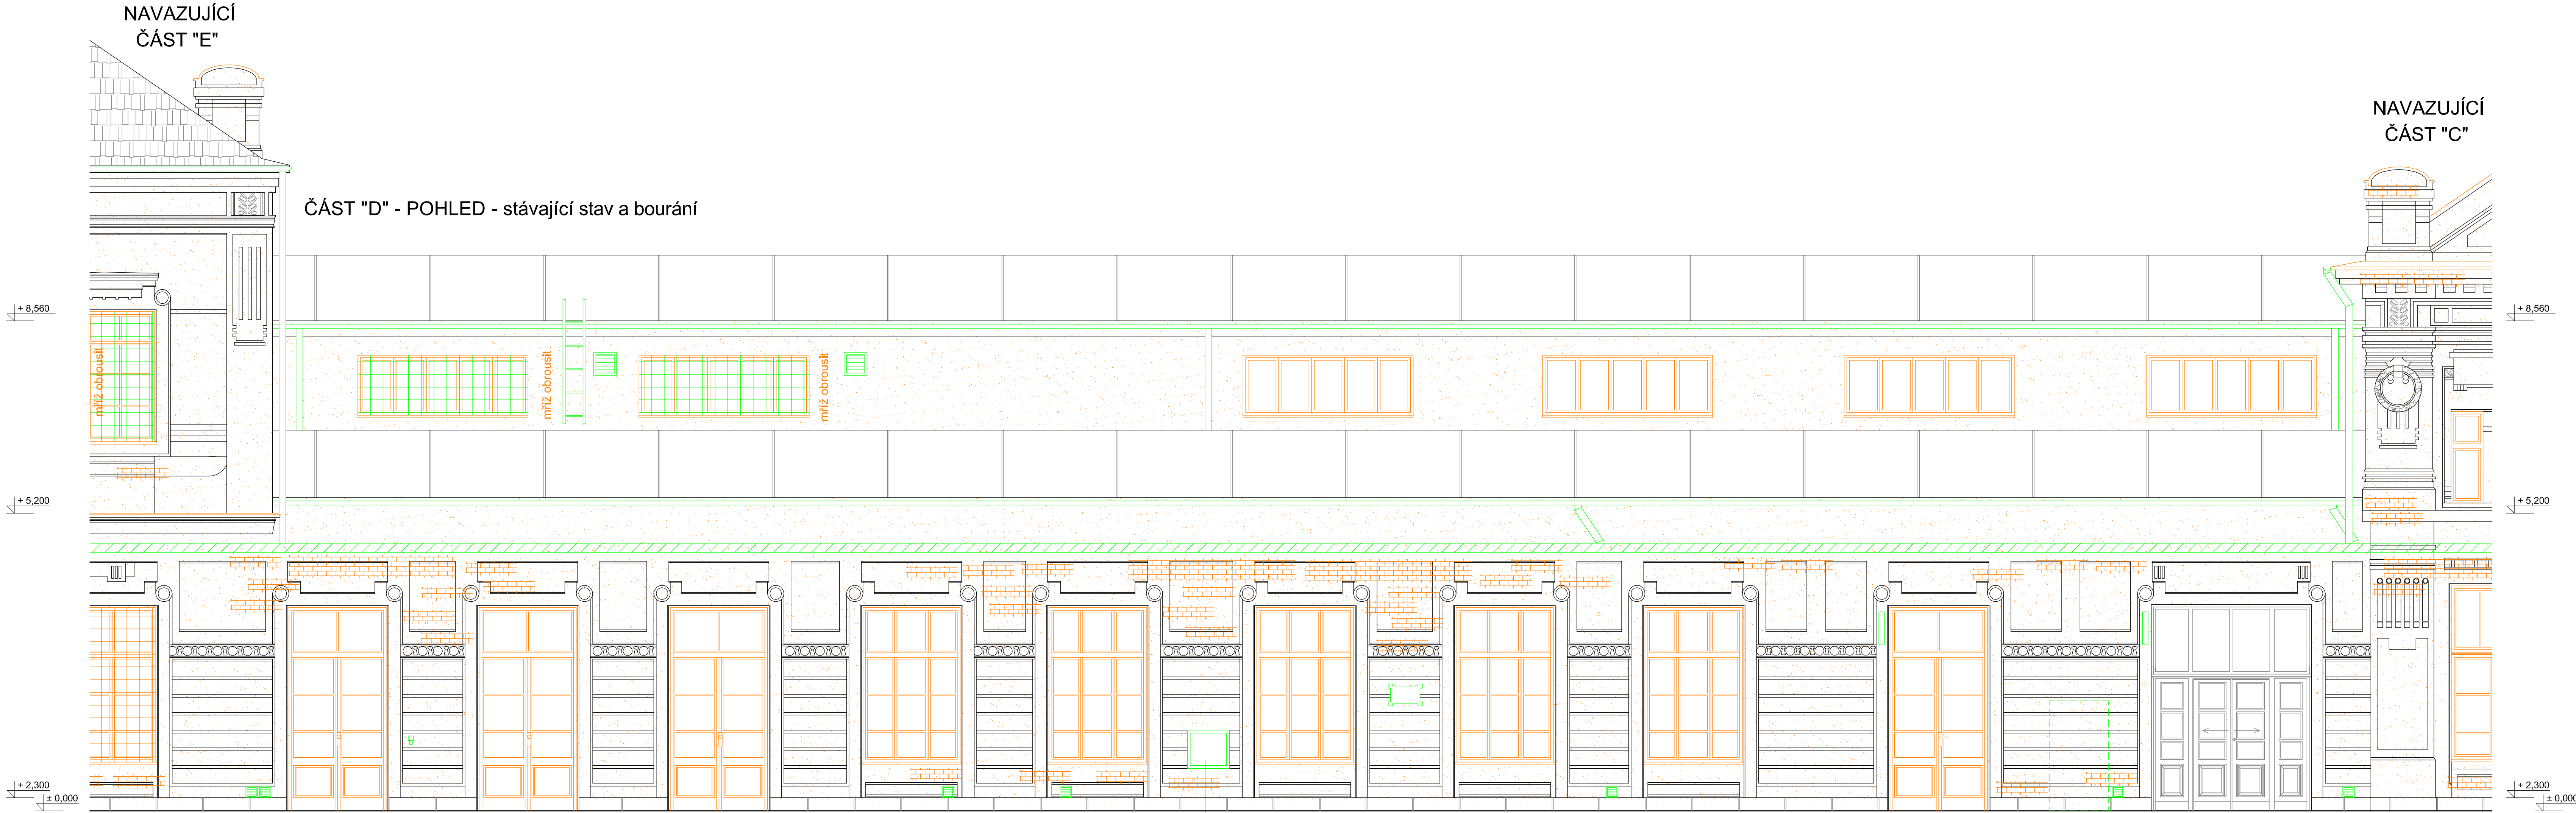 NAVAZUJÍCÍ
ČÁST "E"
NAVAZUJÍCÍ
ČÁST "C"
ČÁST "D" - POHLED - stávající stav a bourání
+ 8,560
+ 8,560
mříž obrousit
mříž obrousit
mříž obrousit
+ 5,200
+ 5,200
+ 2,300
± 0,000
+ 2,300
± 0,000